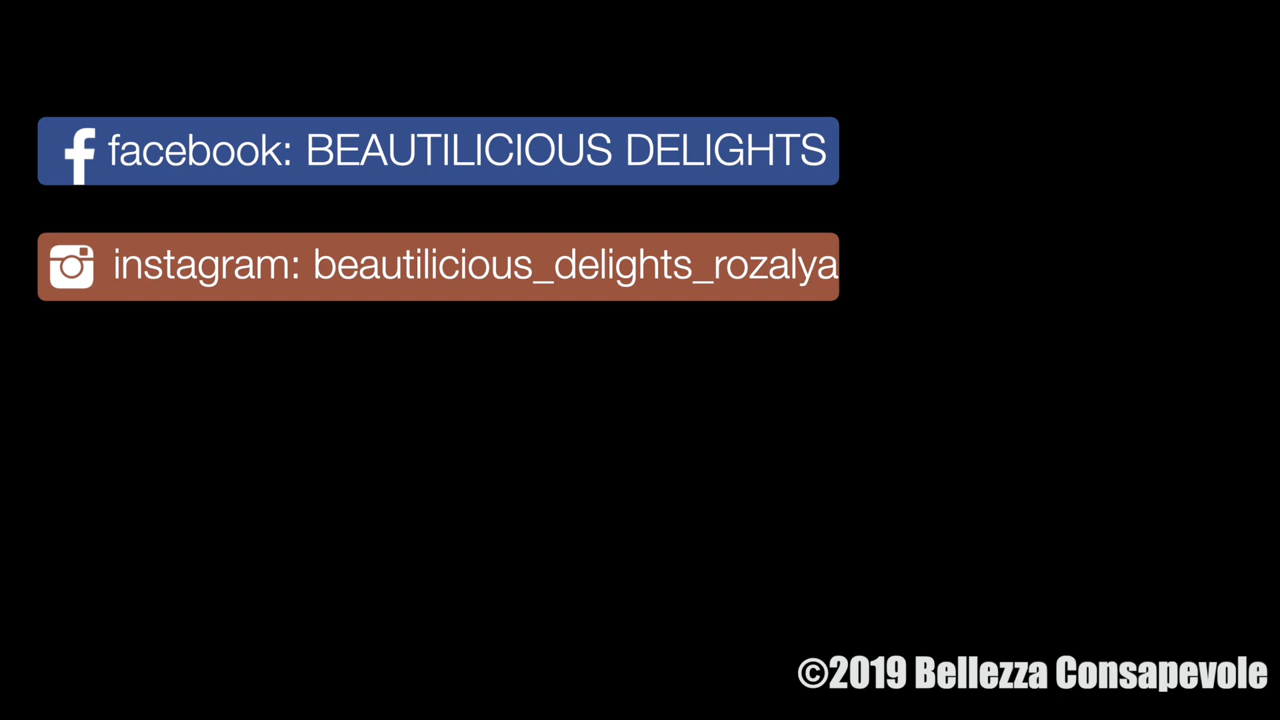 facebook: BEAUTILICIOUS DELIGHTS
instagram: beautilicious_delights_rozalya
©2019 Bellezza Consapevole